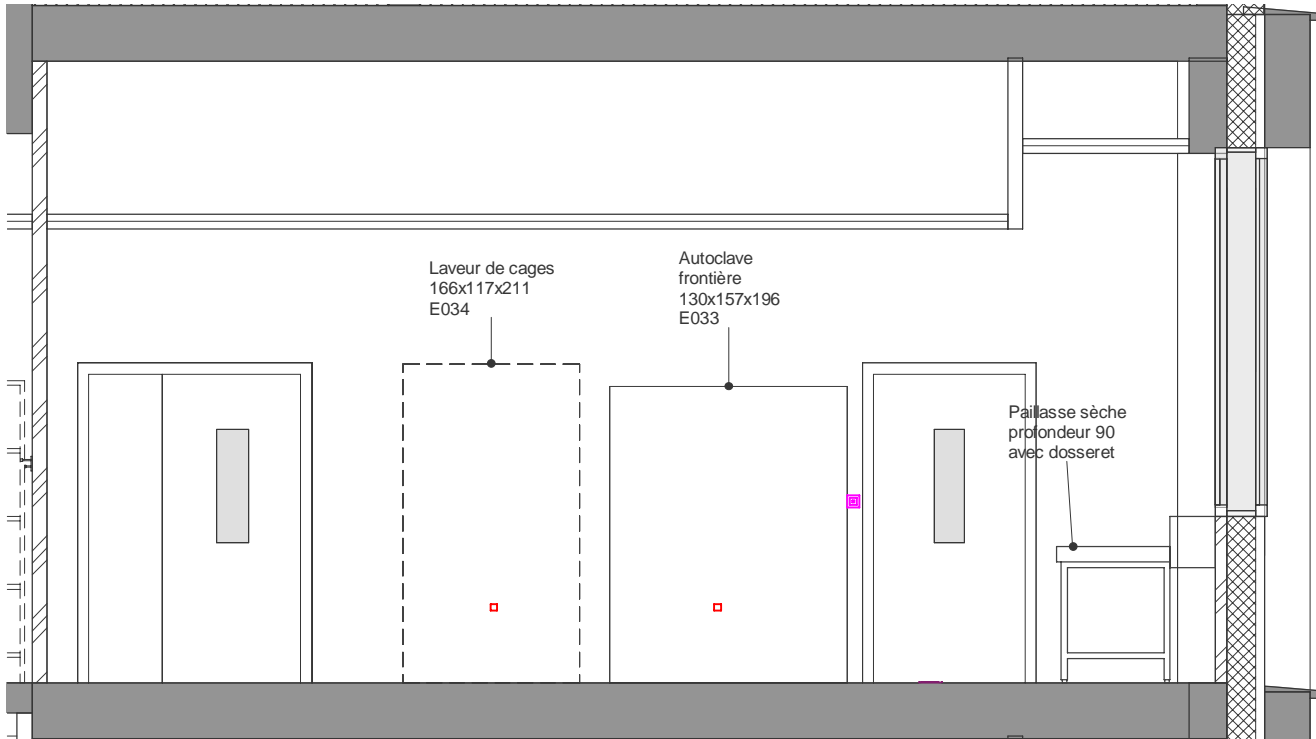 Laveur de cages
166x117x211
E034
Autoclave
frontière
130x157x196
E033
Paillasse sèche
profondeur 90
avec dosseret